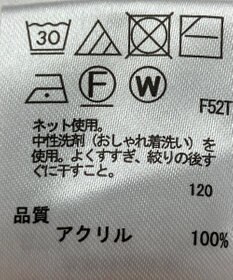 30
F W
F52T
ネット使用。
中性洗剤（おしゃれ着洗い）を
使用。よくすすぎ、絞りの後す
ぐに干すこと。
120
品質
アクリル 100%